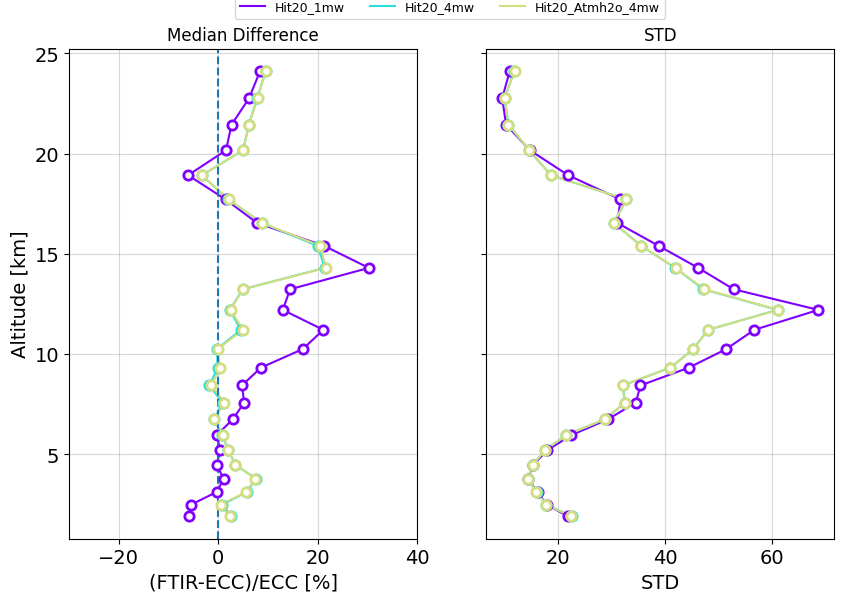 Hit20_1mw Hit20_4mw Hit20_Atmh2o_4mw
Median Difference STD
25
20
15
10
5
Altitude [km]
−20 0 20 40 20 40 60
(FTIR-ECC)/ECC [%] STD